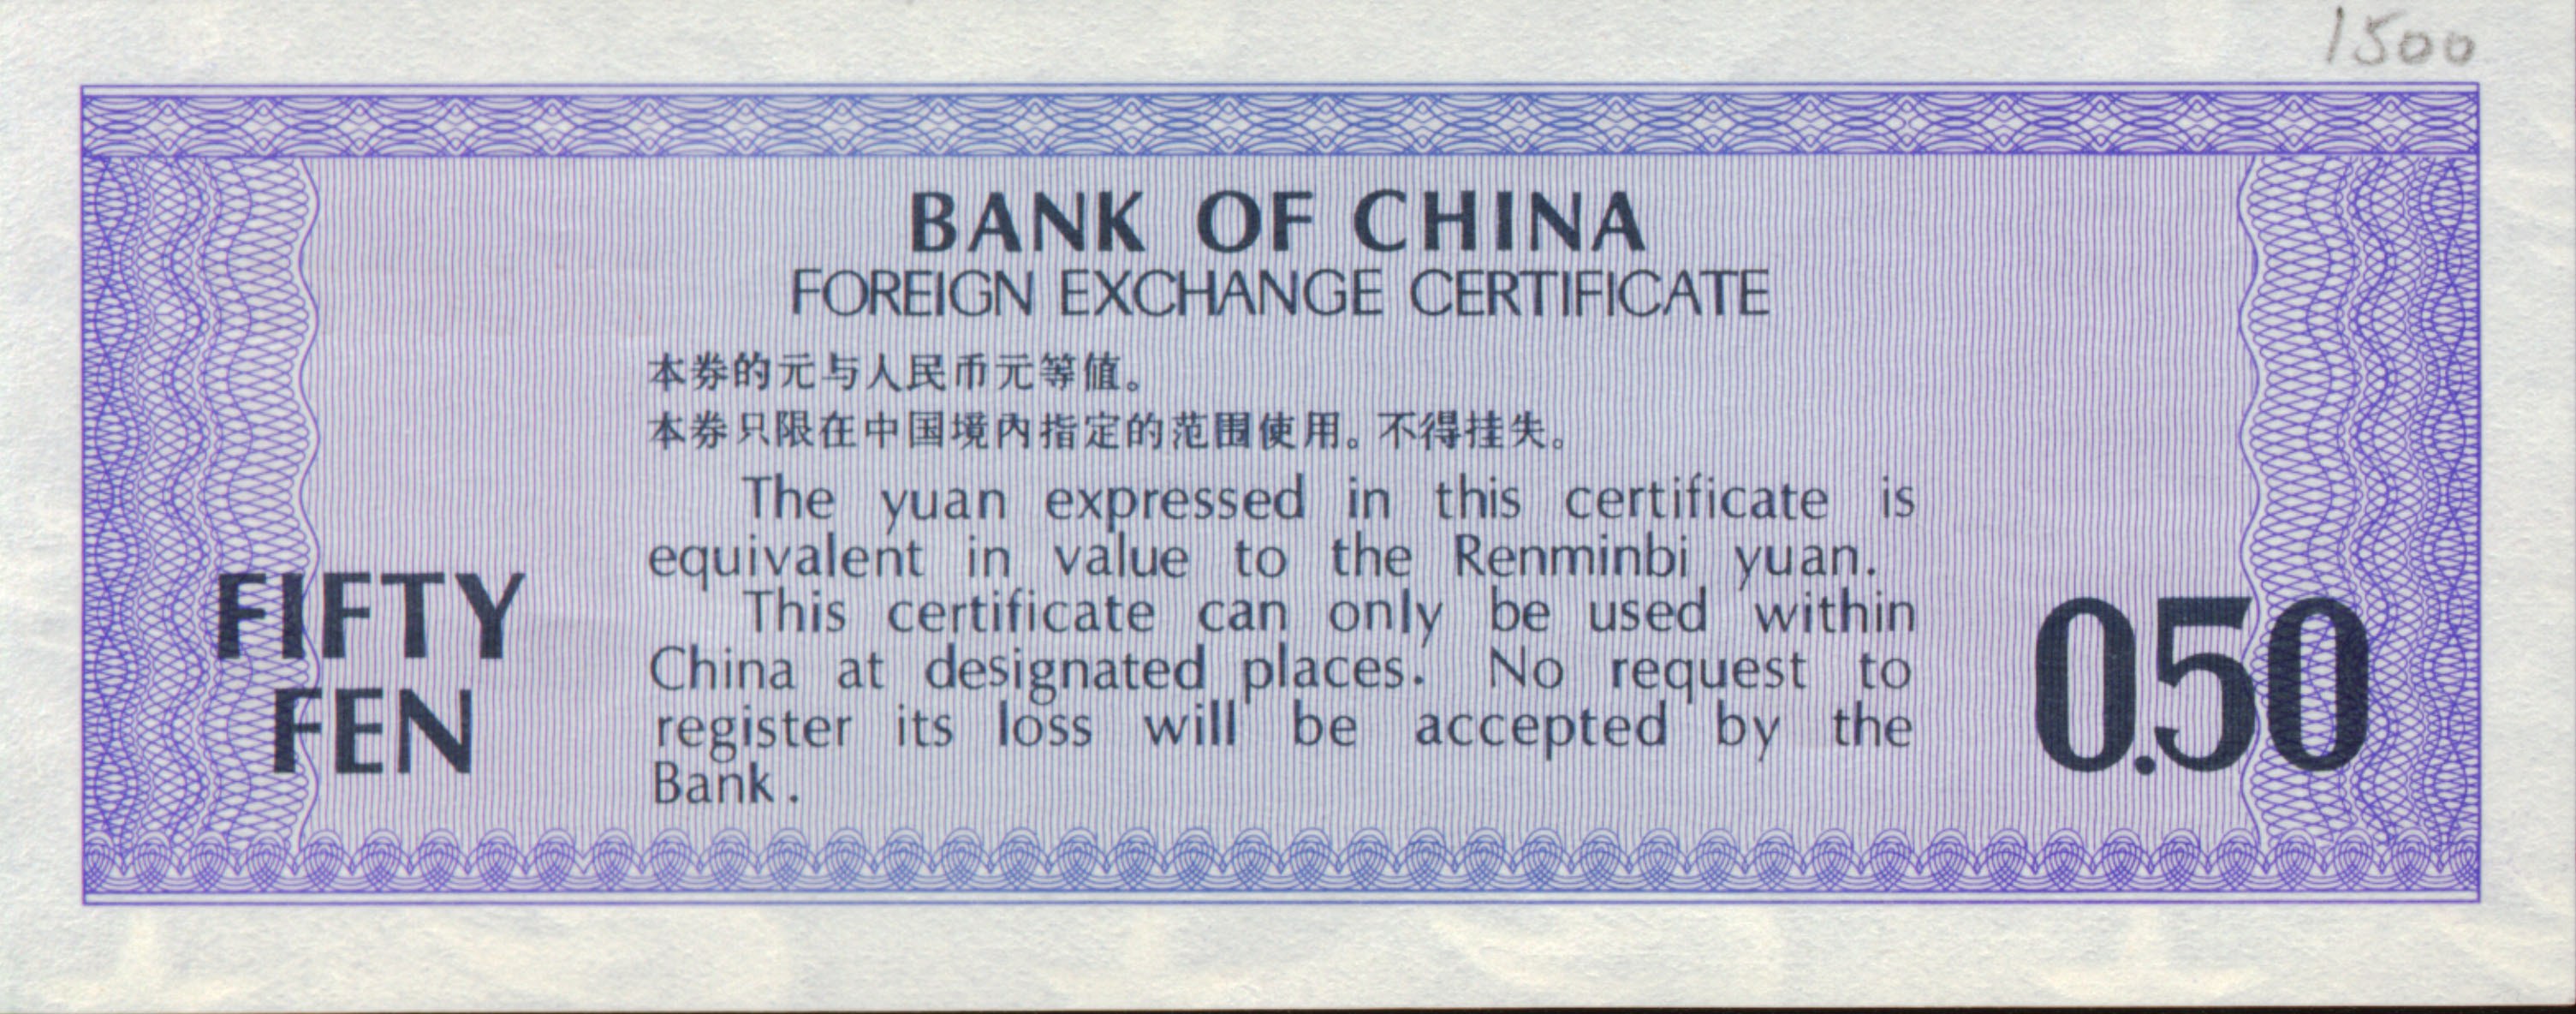 1500
BANK OF CHINA
FOREIGN EXCHANGE CERTIFICATE
本券的元与人民币元等值。
本券只限在中国境内指定的范围使用。不得挂失。
The yuan expressed in this certificate is
equivalent in value to the Renminbi yuan.
This certificate can only be used within
China at designated places. No request to
register its loss will be accepted by the
Bank.
FIFTY
FEN
0.50